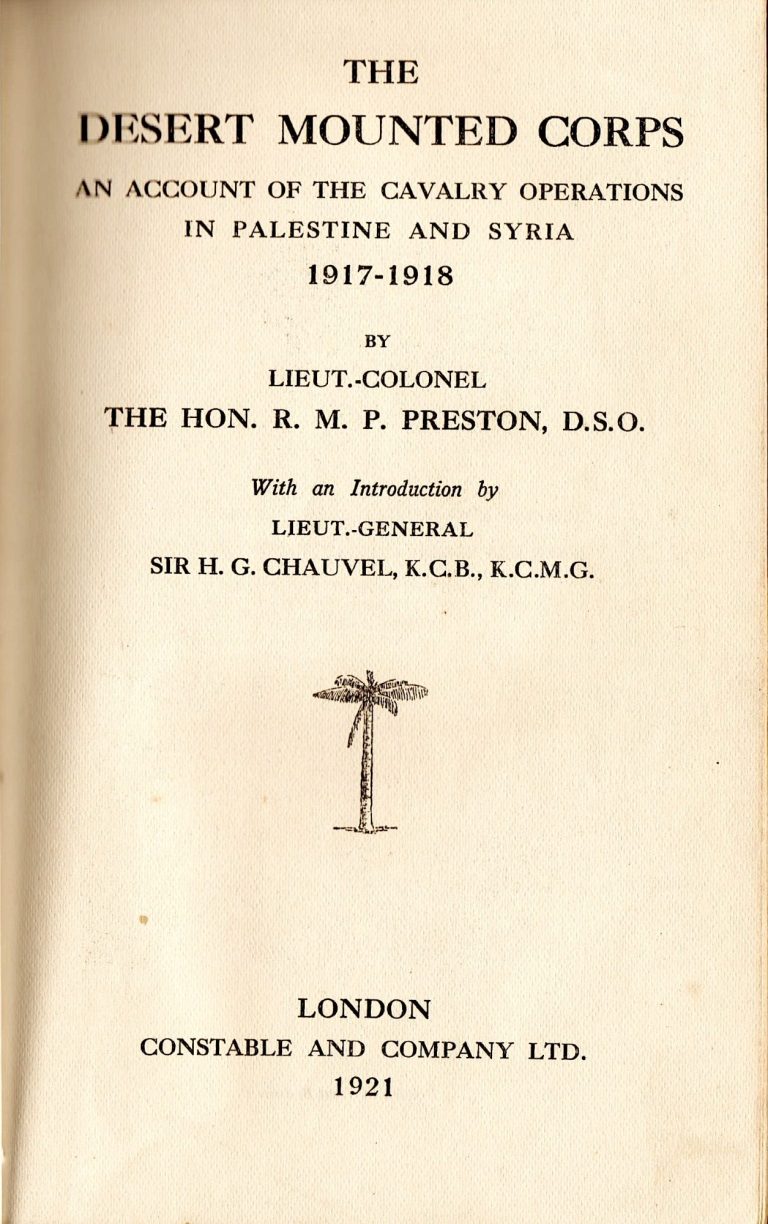 THE
DESERT MOUNTED CORPS
AN ACCOUNT OF THE CAVALRY OPERATIONS
IN PALESTINE AND SYRIA
1917-1918
BY
LIEUT.-COLONEL
THE HON. R. M. P. PRESTON, D.S.O.
With an Introduction by
LIEUT.-GENERAL
SIR H. G. CHAUVEL, K.C.B., K.C.M.G.
LONDON
CONSTABLE AND COMPANY LTD.
1921